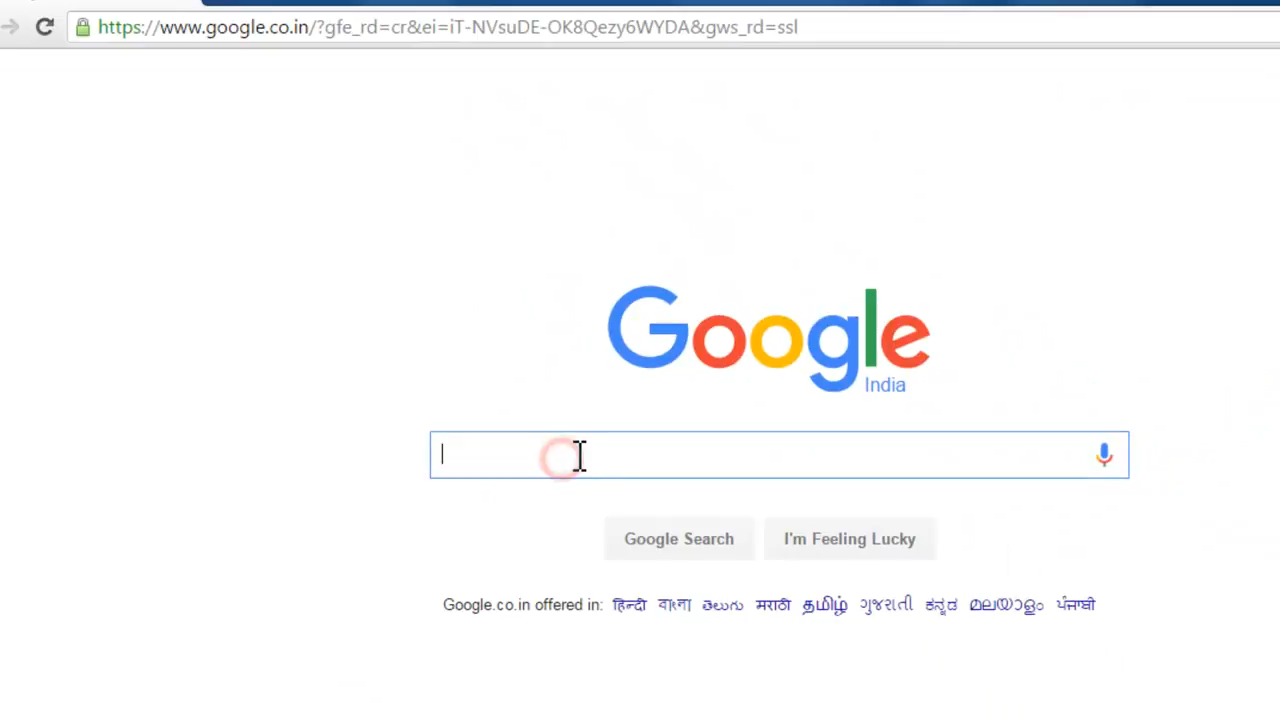 https://www.google.co.in/?gfe_rd=cr&ei=iT-NVsuDE-OK8Qezy6WYDA&gws_rd=ssl
Google
India
Google Search I'm Feeling Lucky
Google.co.in offered in: हिन्दी বাংলা తెలుగు मराठी தமிழ் ગુજરાતી ಕನ್ನಡ മലയാളം ਪੰਜਾਬੀ